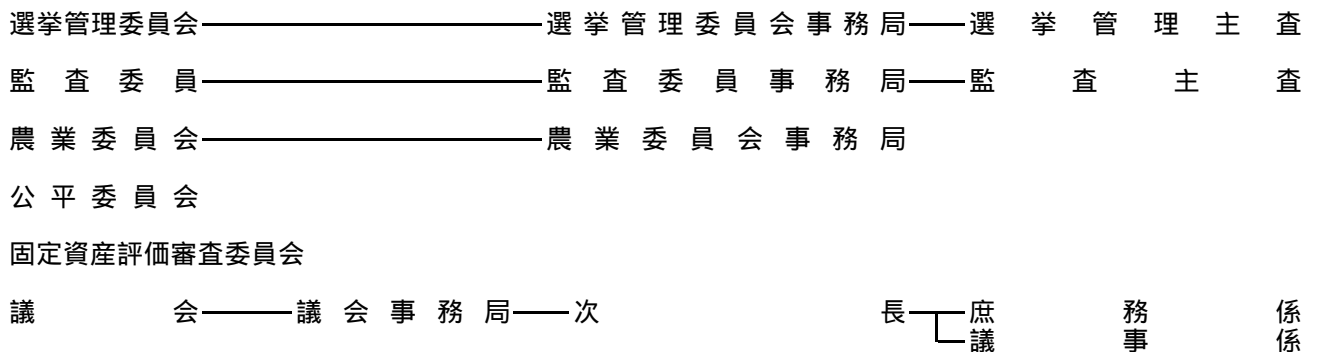 選挙管理委員会 選挙管理委員会事務局 選挙管理主査
監査委員 監査委員事務局 監査主査
農業委員会 農業委員会事務局
公平委員会
固定資産評価審査委員会
議会 議会事務局 次長 庶務係
議事係